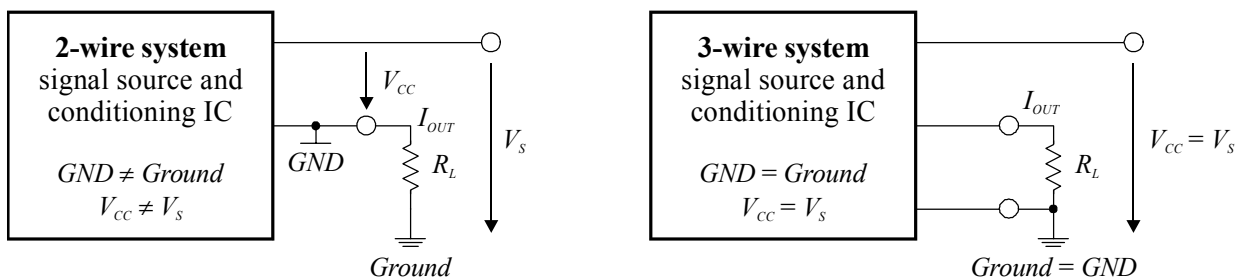 2-wire system
signal source and
conditioning IC
GND ≠ Ground
V_CC ≠ V_S
V_CC
I_OUT
GND
R_L
V_S
Ground
3-wire system
signal source and
conditioning IC
GND = Ground
V_CC = V_S
I_OUT
R_L
V_CC = V_S
Ground = GND